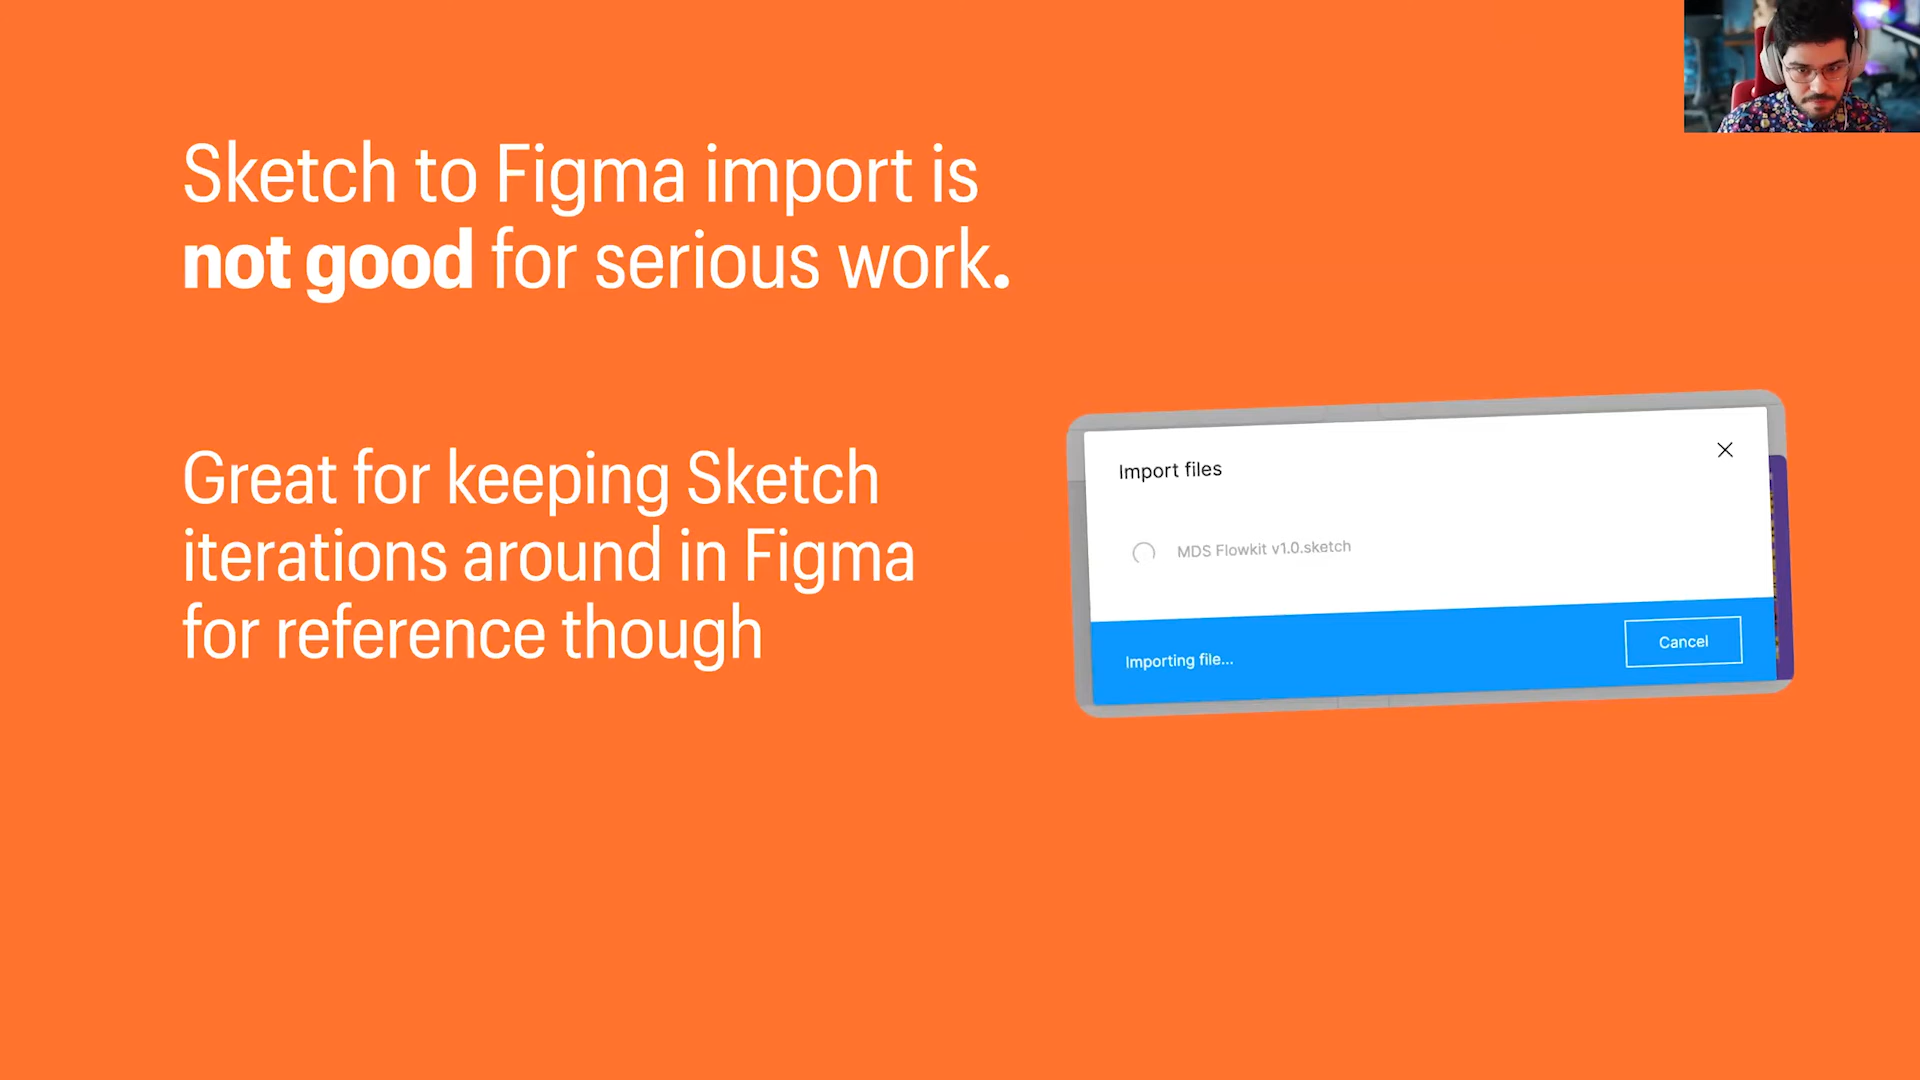 Sketch to Figma import is
not good for serious work.
Great for keeping Sketch
iterations around in Figma
for reference though
Import files
MDS Flowkit v1.0.sketch
Importing file...
Cancel